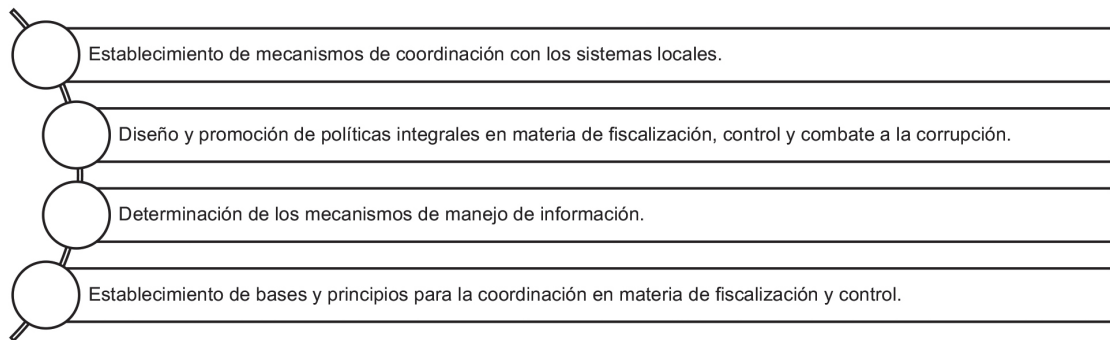 Establecimiento de mecanismos de coordinación con los sistemas locales.
Diseño y promoción de políticas integrales en materia de fiscalización, control y combate a la corrupción.
Determinación de los mecanismos de manejo de información.
Establecimiento de bases y principios para la coordinación en materia de fiscalización y control.